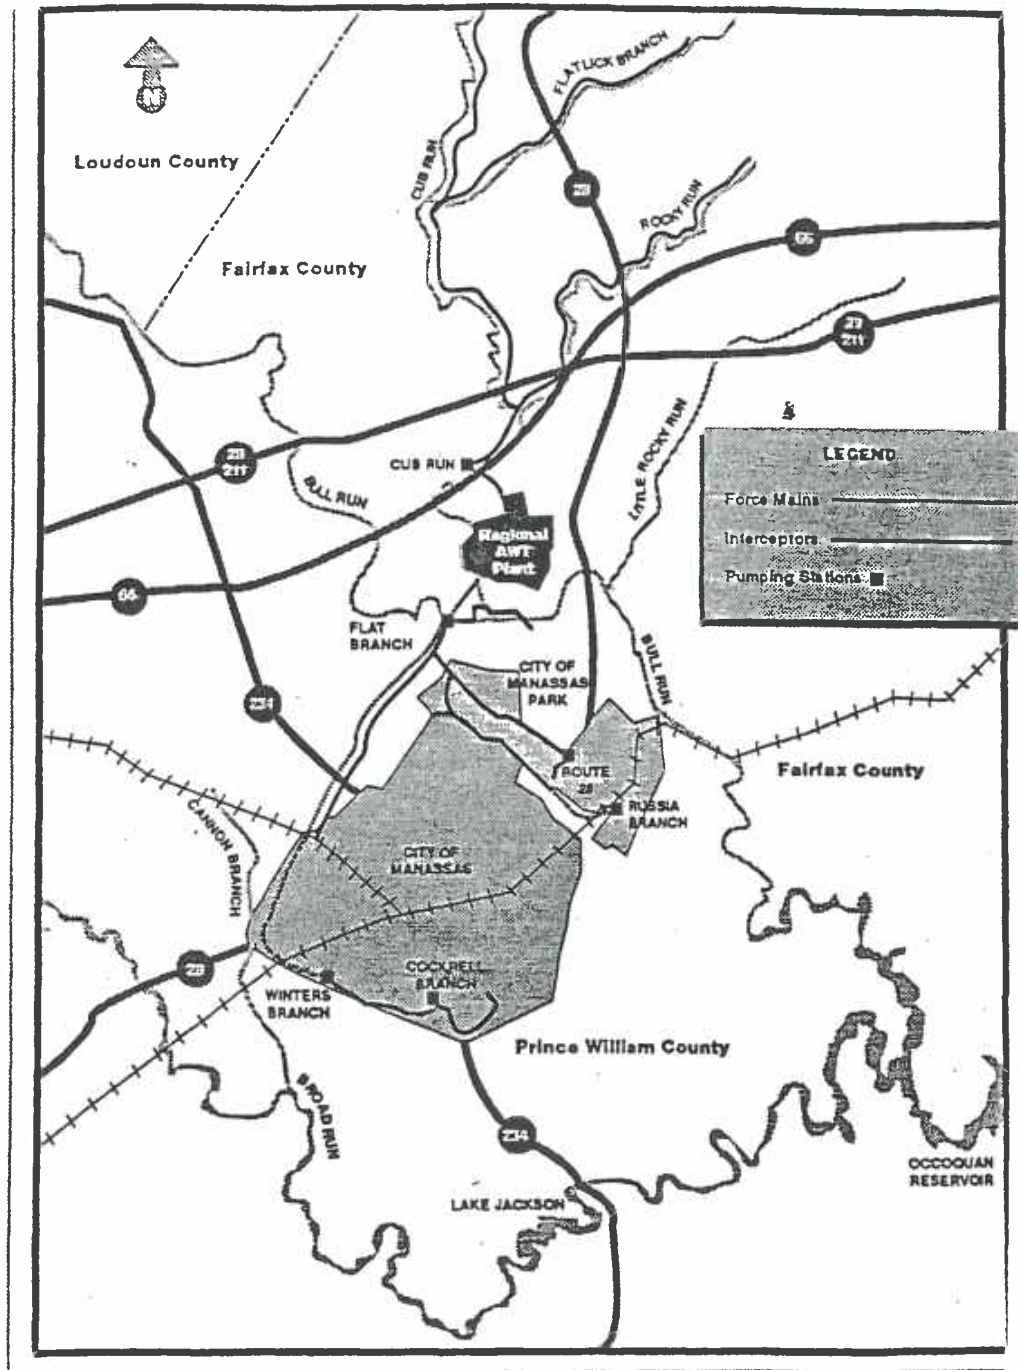 N
FLATLICK BRANCH
Loudoun County
CUB RUN
28
ROCKY RUN
66
Fairfax County
29
211
LITTLE ROCKY RUN
LEGEND
29
211
CUB RUN
BULL RUN
Force Mains
Regional
AWT
Plant
Interceptors
Pumping Stations
66
FLAT
BRANCH
BULL RUN
CITY OF
MANASSAS
PARK
234
ROUTE
28
Fairfax County
RUSSIA
BRANCH
CANNON BRANCH
CITY OF
MANASSAS
28
COCKRELL
BRANCH
WINTERS
BRANCH
Prince William County
BROAD RUN
234
OCCOQUAN
RESERVOIR
LAKE JACKSON